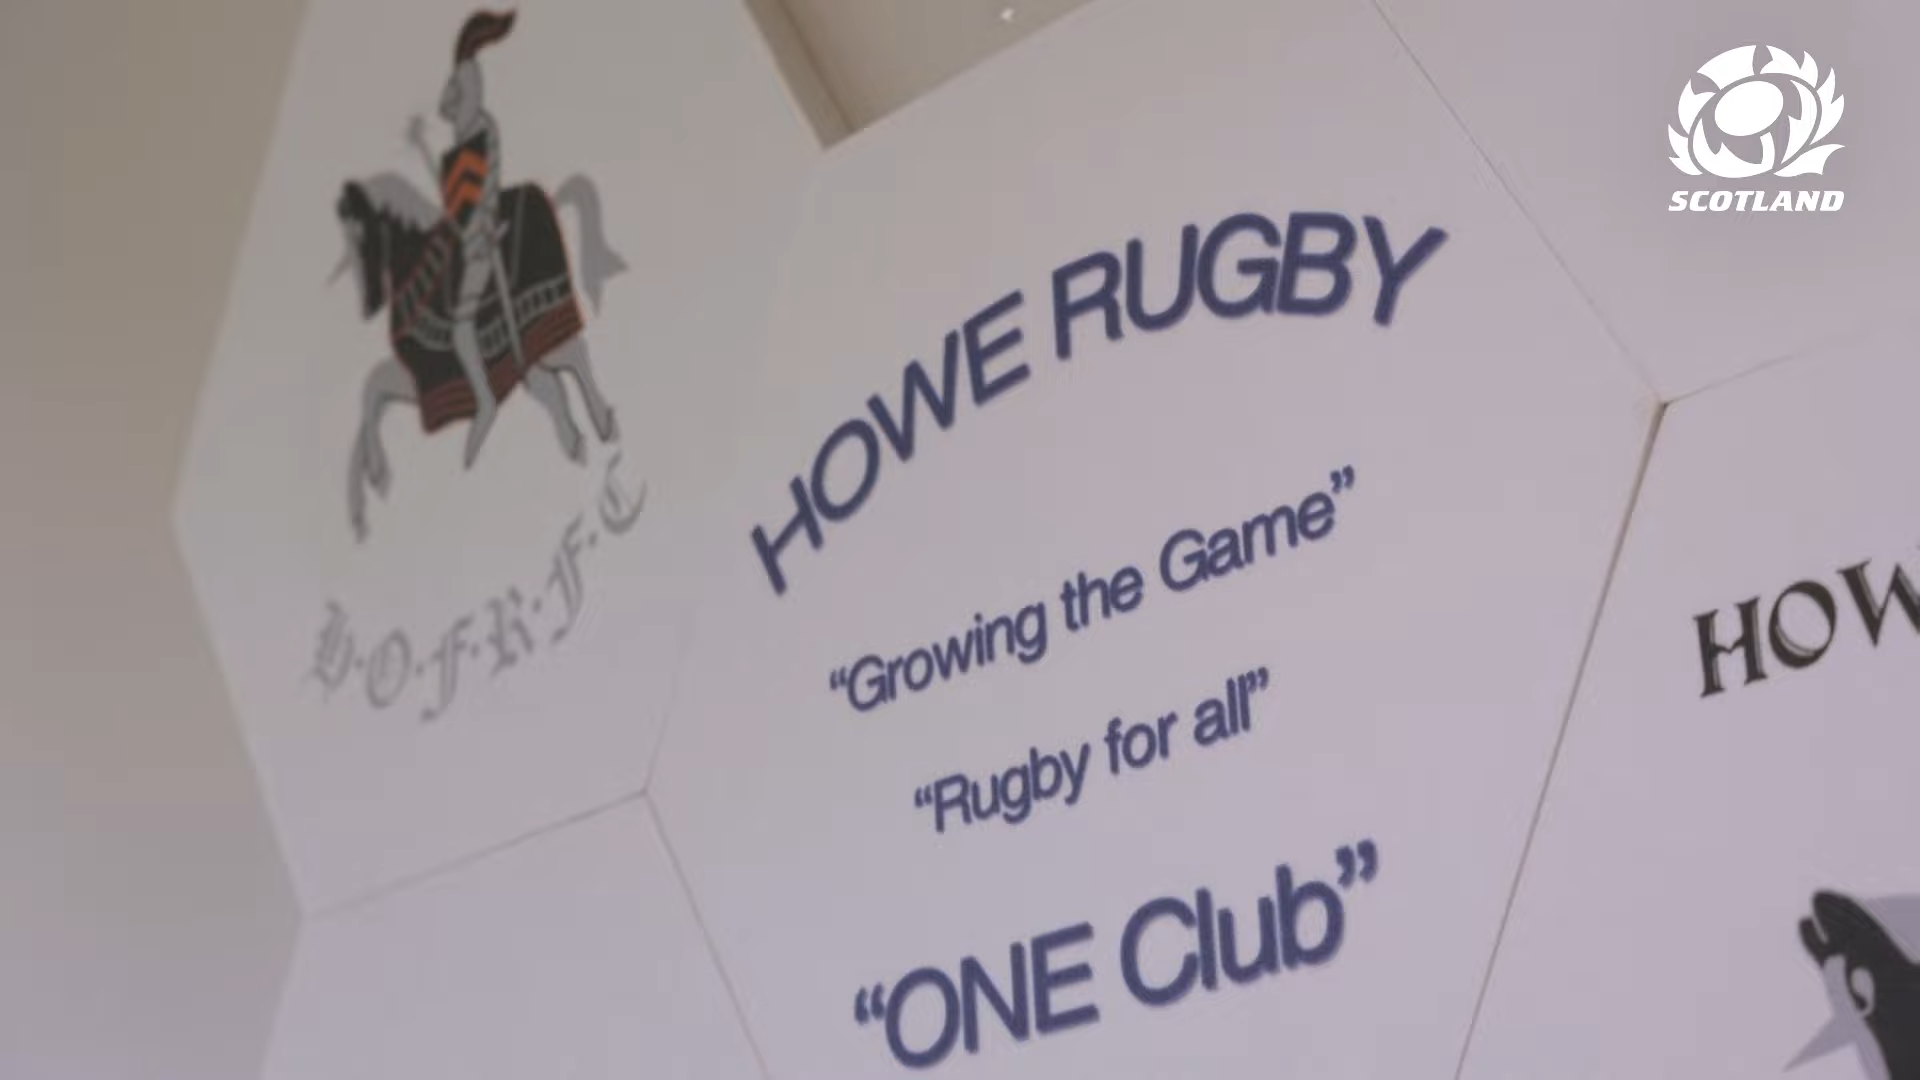 SCOTLAND
H.O.F.R.F.C
HOWE RUGBY
“Growing the Game”
“Rugby for all”
“ONE Club”
HOW